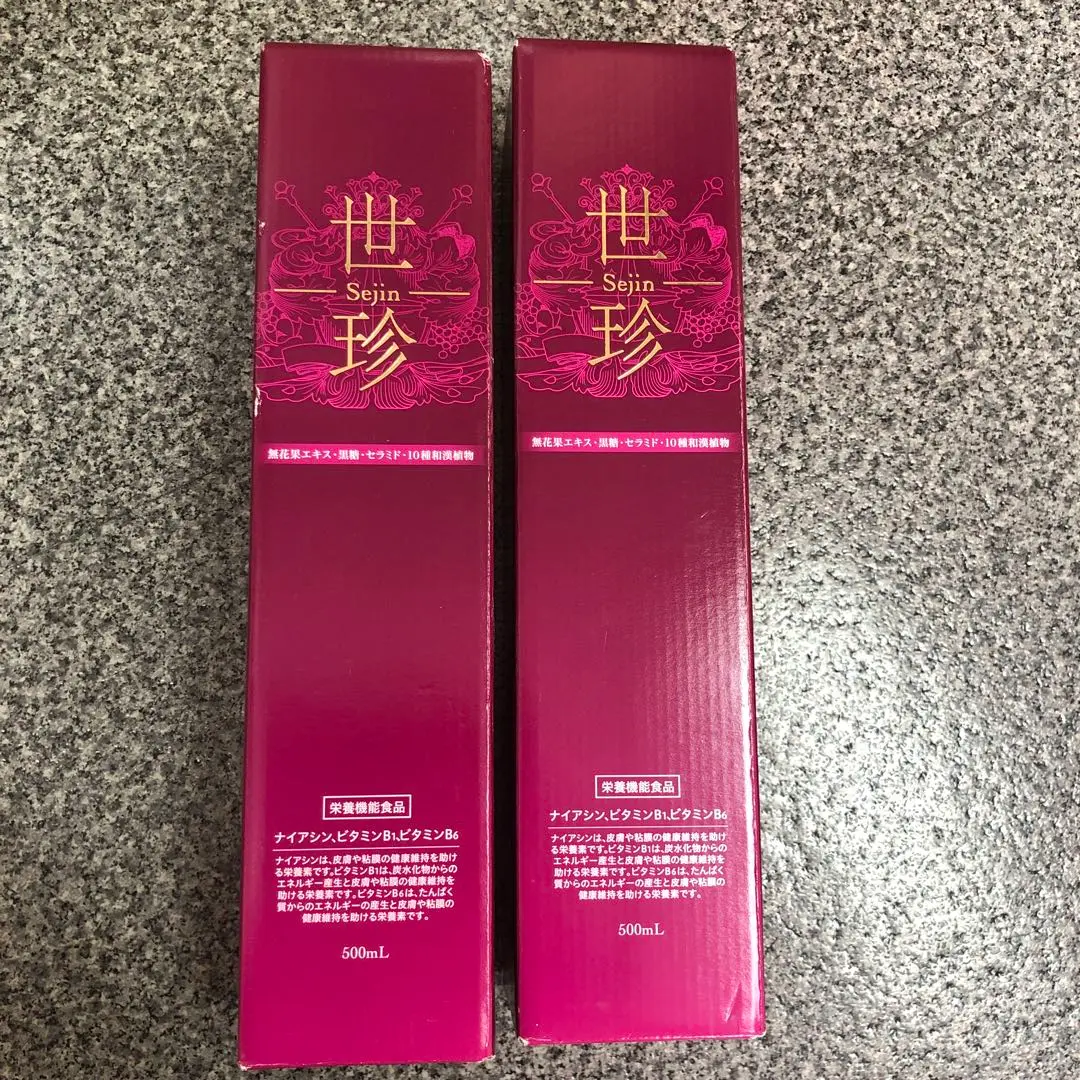 世
Sejin
珍
無花果エキス・黒糖・セラミド・10種和漢植物
栄養機能食品
ナイアシン、ビタミンB1、ビタミンB6
ナイアシンは、皮膚や粘膜の健康維持を助け
る栄養素です。ビタミンB1は、炭水化物からの
エネルギー産生と皮膚や粘膜の健康維持を
助ける栄養素です。ビタミンB6は、たんぱく
質からのエネルギーの産生と皮膚や粘膜の
健康維持を助ける栄養素です。
500mL
世
Sejin
珍
無花果エキス・黒糖・セラミド・10種和漢植物
栄養機能食品
ナイアシン、ビタミンB1、ビタミンB6
ナイアシンは、皮膚や粘膜の健康維持を助け
る栄養素です。ビタミンB1は、炭水化物からの
エネルギー産生と皮膚や粘膜の健康維持を
助ける栄養素です。ビタミンB6は、たんぱく
質からのエネルギーの産生と皮膚や粘膜の
健康維持を助ける栄養素です。
500mL